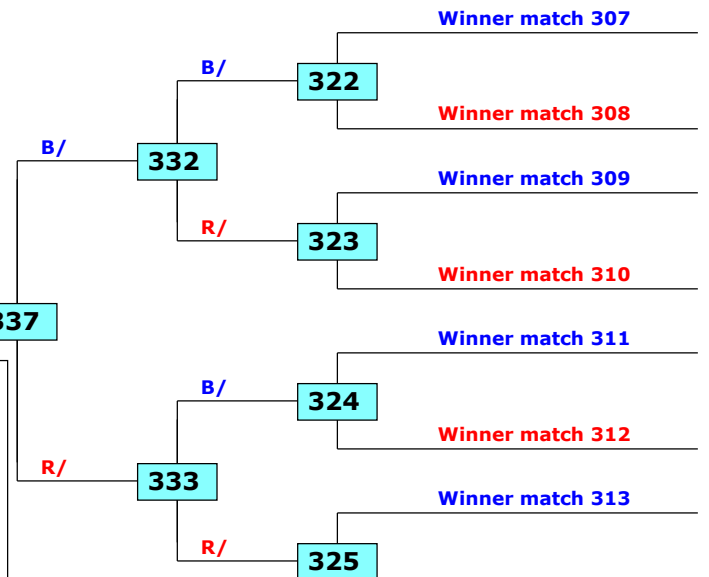 Winner match 307
B/
322
Winner match 308
B/
332
Winner match 309
R/
323
Winner match 310
337
Winner match 311
B/
324
Winner match 312
R/
333
Winner match 313
R/
325